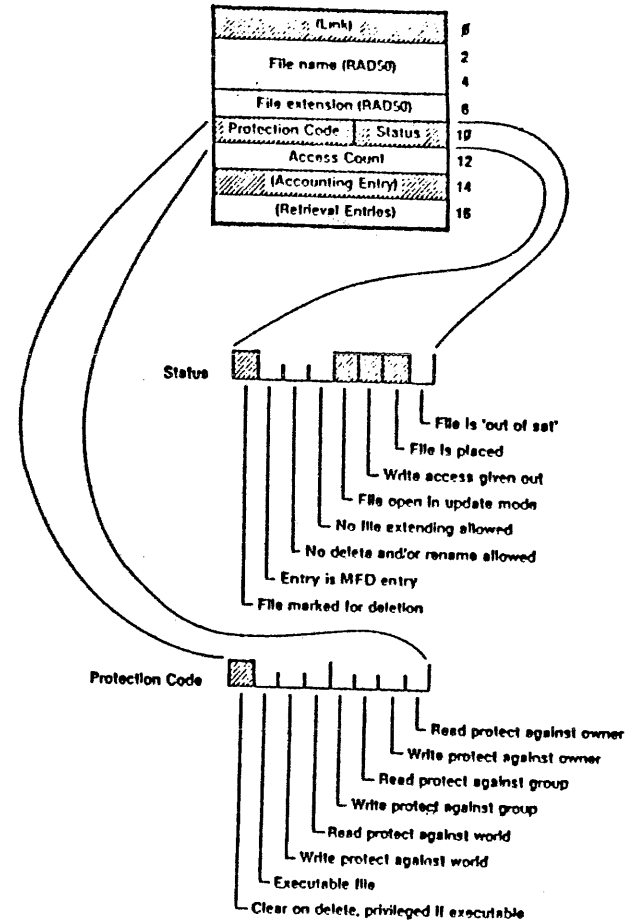 (Link) 0
File name (RAD50) 2
4
File extension (RAD50) 6
Protection Code Status 10
Access Count 12
(Accounting Entry) 14
(Retrieval Entries) 16
Status
File is 'out of sat'
File is placed
Write access given out
File open in update mode
No file extending allowed
No delete and/or rename allowed
Entry is MFD entry
File marked for deletion
Protection Code
Read protect against owner
Write protect against owner
Read protect against group
Write protect against group
Read protect against world
Write protect against world
Executable file
Clear on delete, privileged if executable